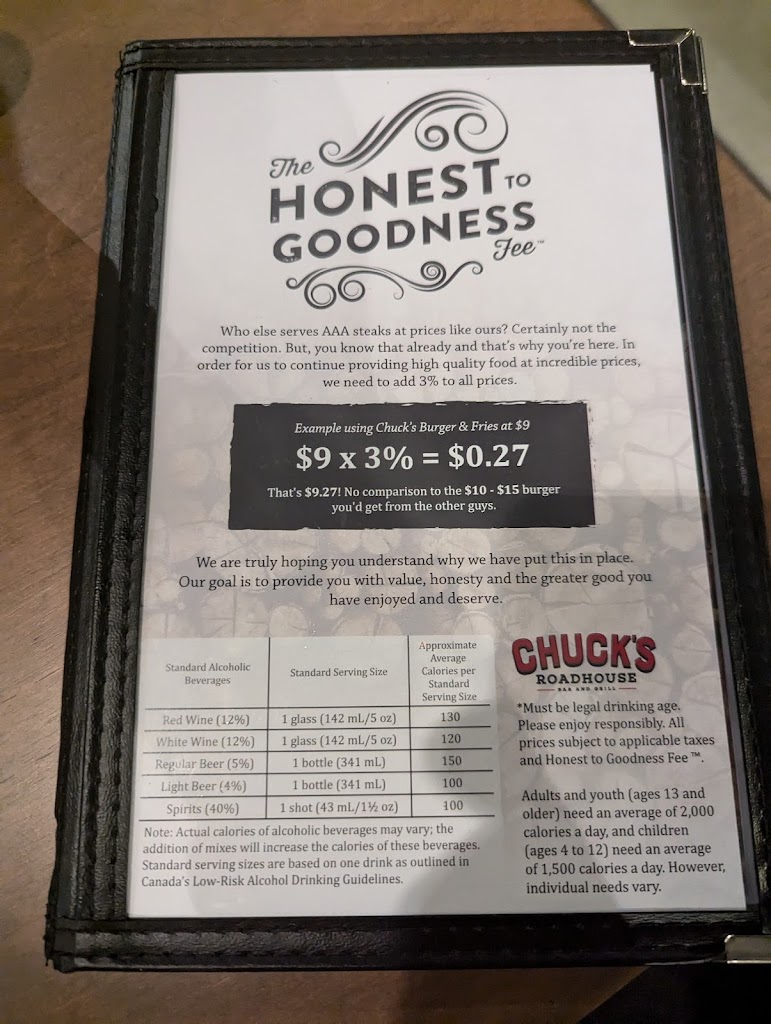 The
HONEST TO
GOODNESS
Fee™
Who else serves AAA steaks at prices like ours? Certainly not the
competition. But, you know that already and that's why you're here. In
order for us to continue providing high quality food at incredible prices,
we need to add 3% to all prices.
Example using Chuck's Burger & Fries at $9
$9 x 3% = $0.27
That's $9.27! No comparison to the $10 - $15 burger
you'd get from the other guys.
We are truly hoping you understand why we have put this in place.
Our goal is to provide you with value, honesty and the greater good you
have enjoyed and deserve.
Standard Alcoholic
Beverages
Standard Serving Size
Approximate
Average
Calories per
Standard
Serving Size
Red Wine (12%) 1 glass (142 mL/5 oz) 130
White Wine (12%) 1 glass (142 mL/5 oz) 120
Regular Beer (5%) 1 bottle (341 mL) 150
Light Beer (4%) 1 bottle (341 mL) 100
Spirits (40%) 1 shot (43 mL/1½ oz) 100
Note: Actual calories of alcoholic beverages may vary; the
addition of mixes will increase the calories of these beverages.
Standard serving sizes are based on one drink as outlined in
Canada's Low-Risk Alcohol Drinking Guidelines.
CHUCK'S
ROADHOUSE
BAR AND GRILL
*Must be legal drinking age.
Please enjoy responsibly. All
prices subject to applicable taxes
and Honest to Goodness Fee ™.
Adults and youth (ages 13 and
older) need an average of 2,000
calories a day, and children
(ages 4 to 12) need an average
of 1,500 calories a day. However,
individual needs vary.